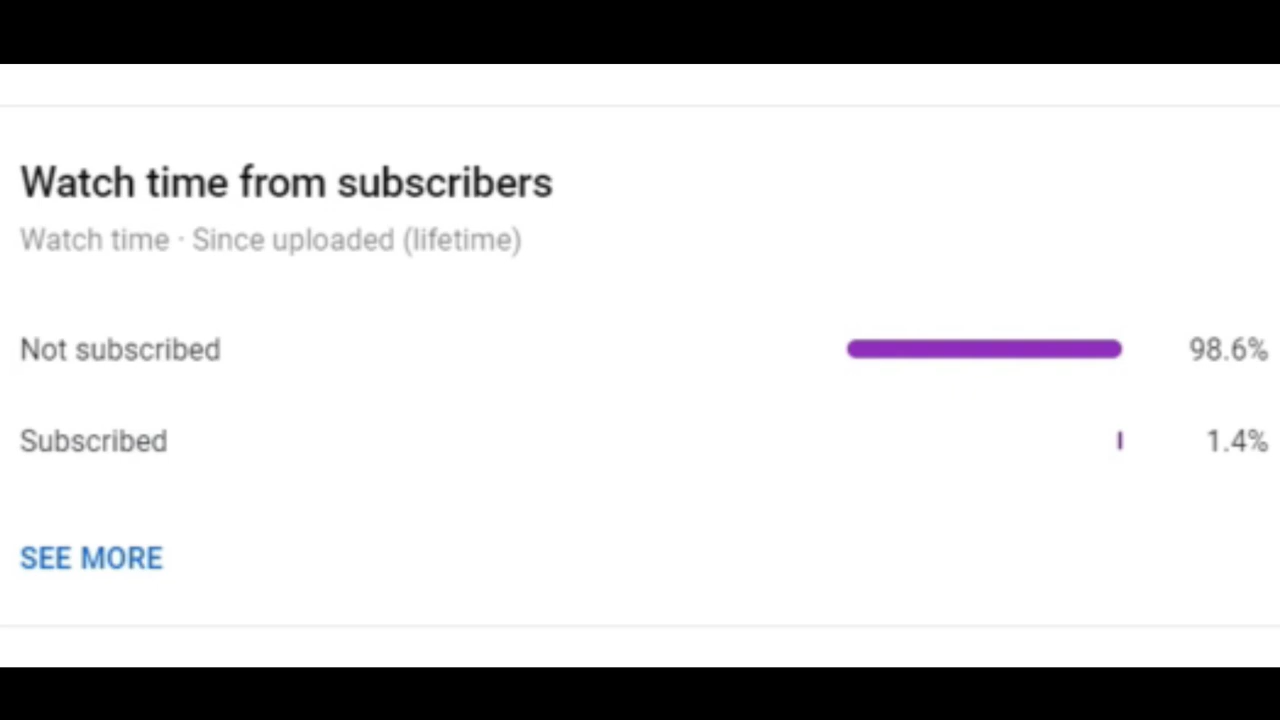 Watch time from subscribers
Watch time · Since uploaded (lifetime)
Not subscribed 98.6%
Subscribed 1.4%
SEE MORE